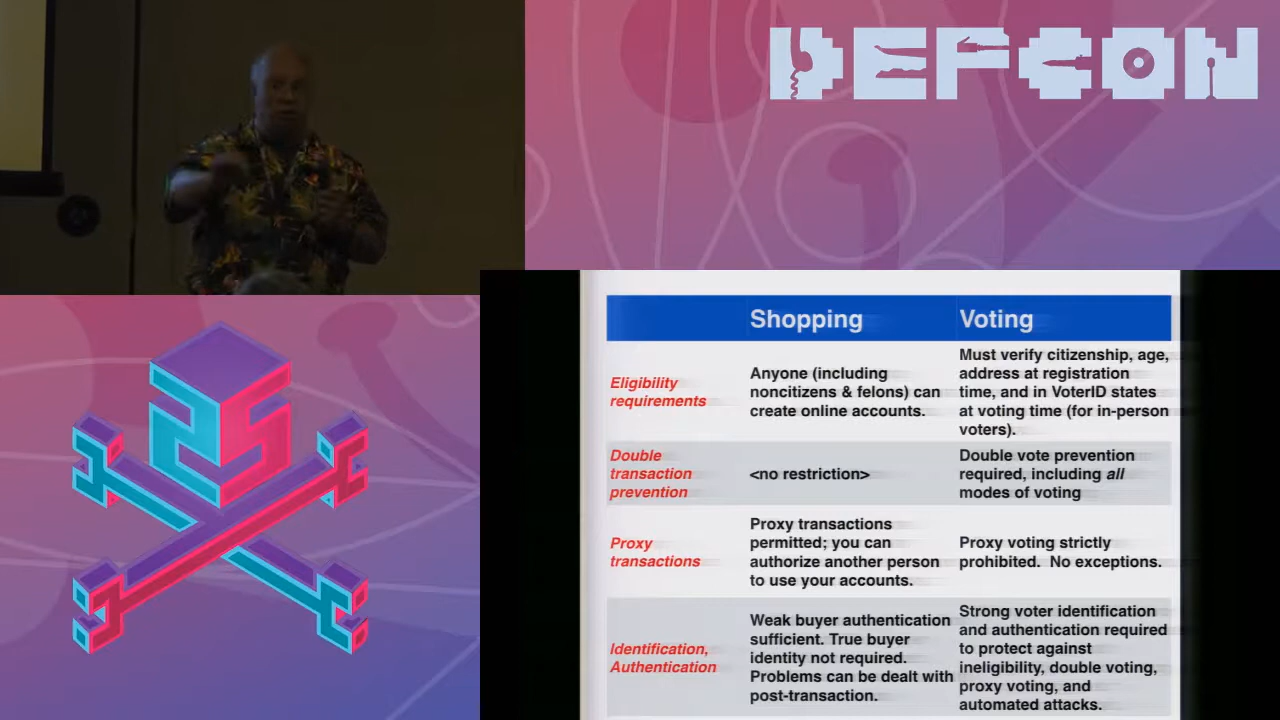 DEFCON
Shopping Voting
Eligibility
requirements
Anyone (including
noncitizens & felons) can
create online accounts.
Must verify citizenship, age,
address at registration
time, and in VoterID states
at voting time (for in-person
voters).
Double
transaction
prevention
<no restriction>
Double vote prevention
required, including all
modes of voting
Proxy
transactions
Proxy transactions
permitted; you can
authorize another person
to use your accounts.
Proxy voting strictly
prohibited. No exceptions.
Identification,
Authentication
Weak buyer authentication
sufficient. True buyer
identity not required.
Problems can be dealt with
post-transaction.
Strong voter identification
and authentication required
to protect against
ineligibility, double voting,
proxy voting, and
automated attacks.